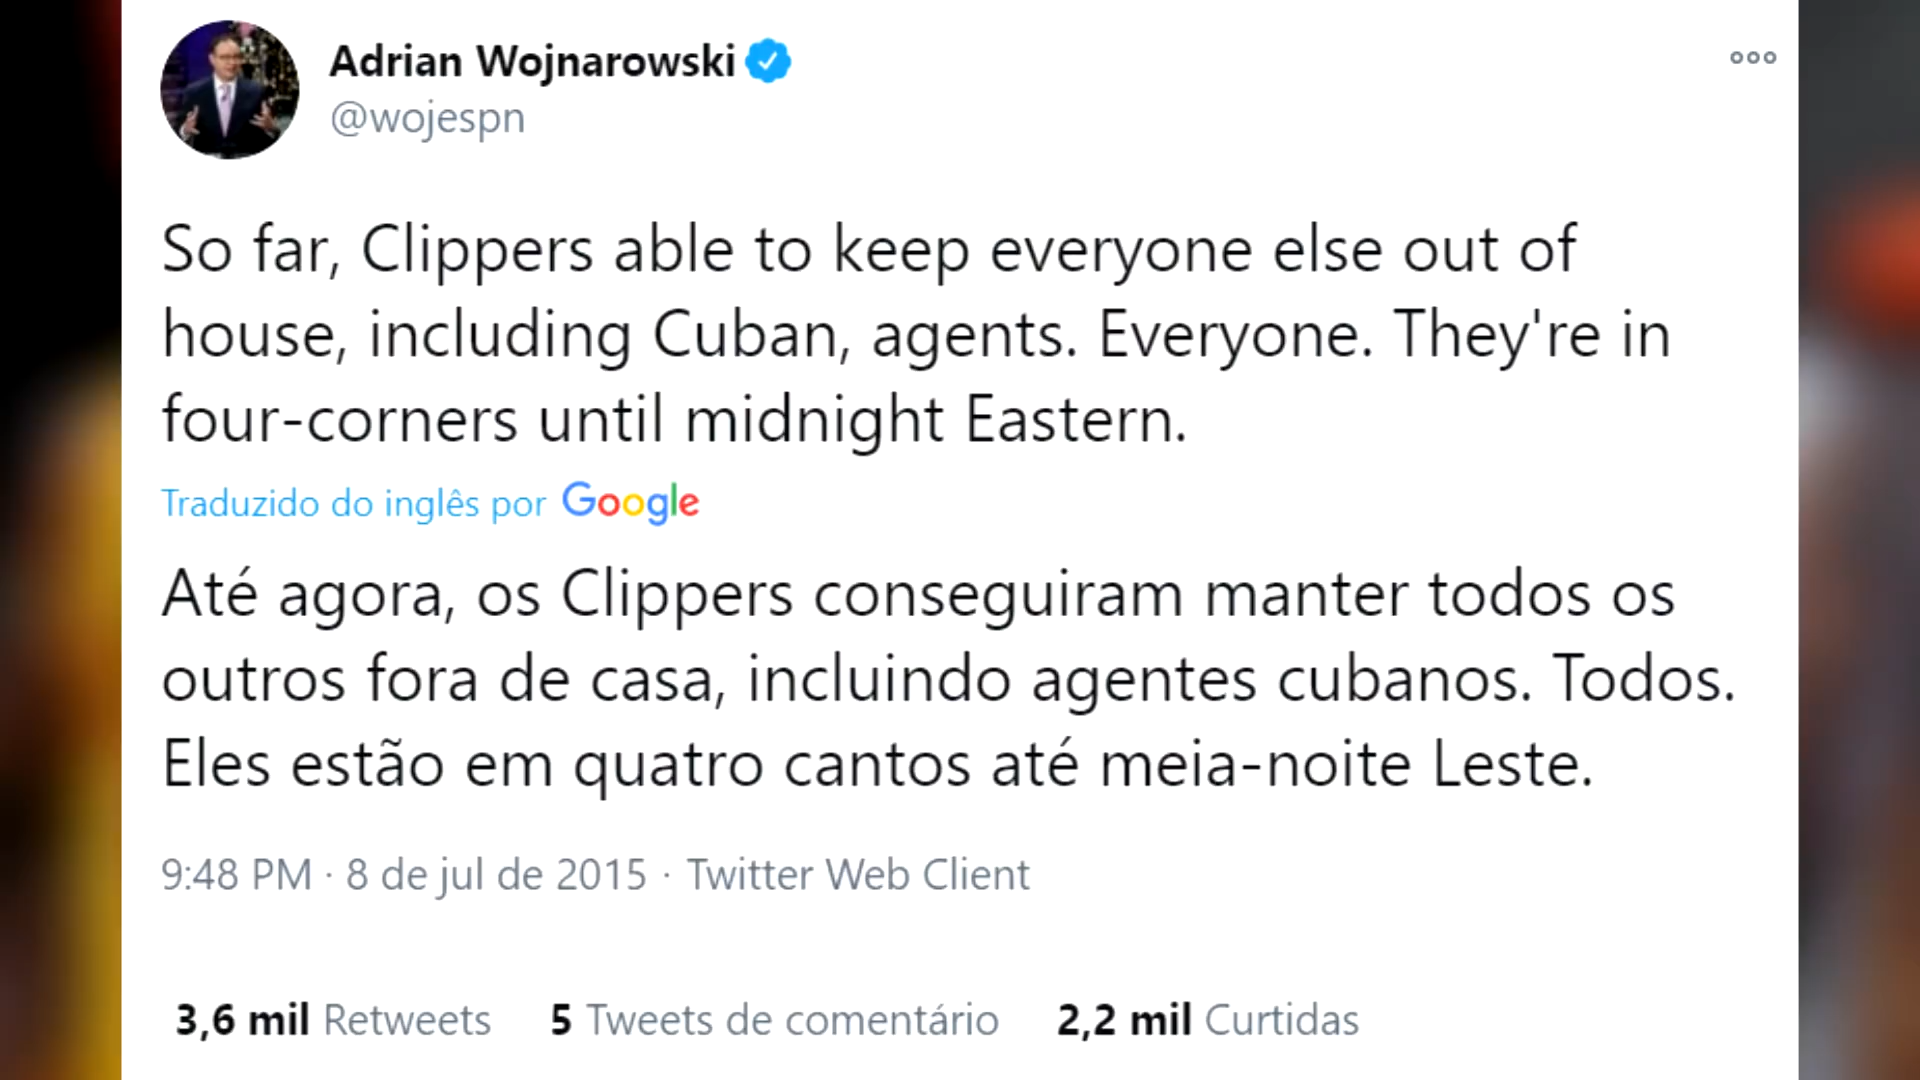 Adrian Wojnarowski
@wojespn
So far, Clippers able to keep everyone else out of
house, including Cuban, agents. Everyone. They're in
four-corners until midnight Eastern.
Traduzido do inglês por Google
Até agora, os Clippers conseguiram manter todos os
outros fora de casa, incluindo agentes cubanos. Todos.
Eles estão em quatro cantos até meia-noite Leste.
9:48 PM · 8 de jul de 2015 · Twitter Web Client
3,6 mil Retweets 5 Tweets de comentário 2,2 mil Curtidas